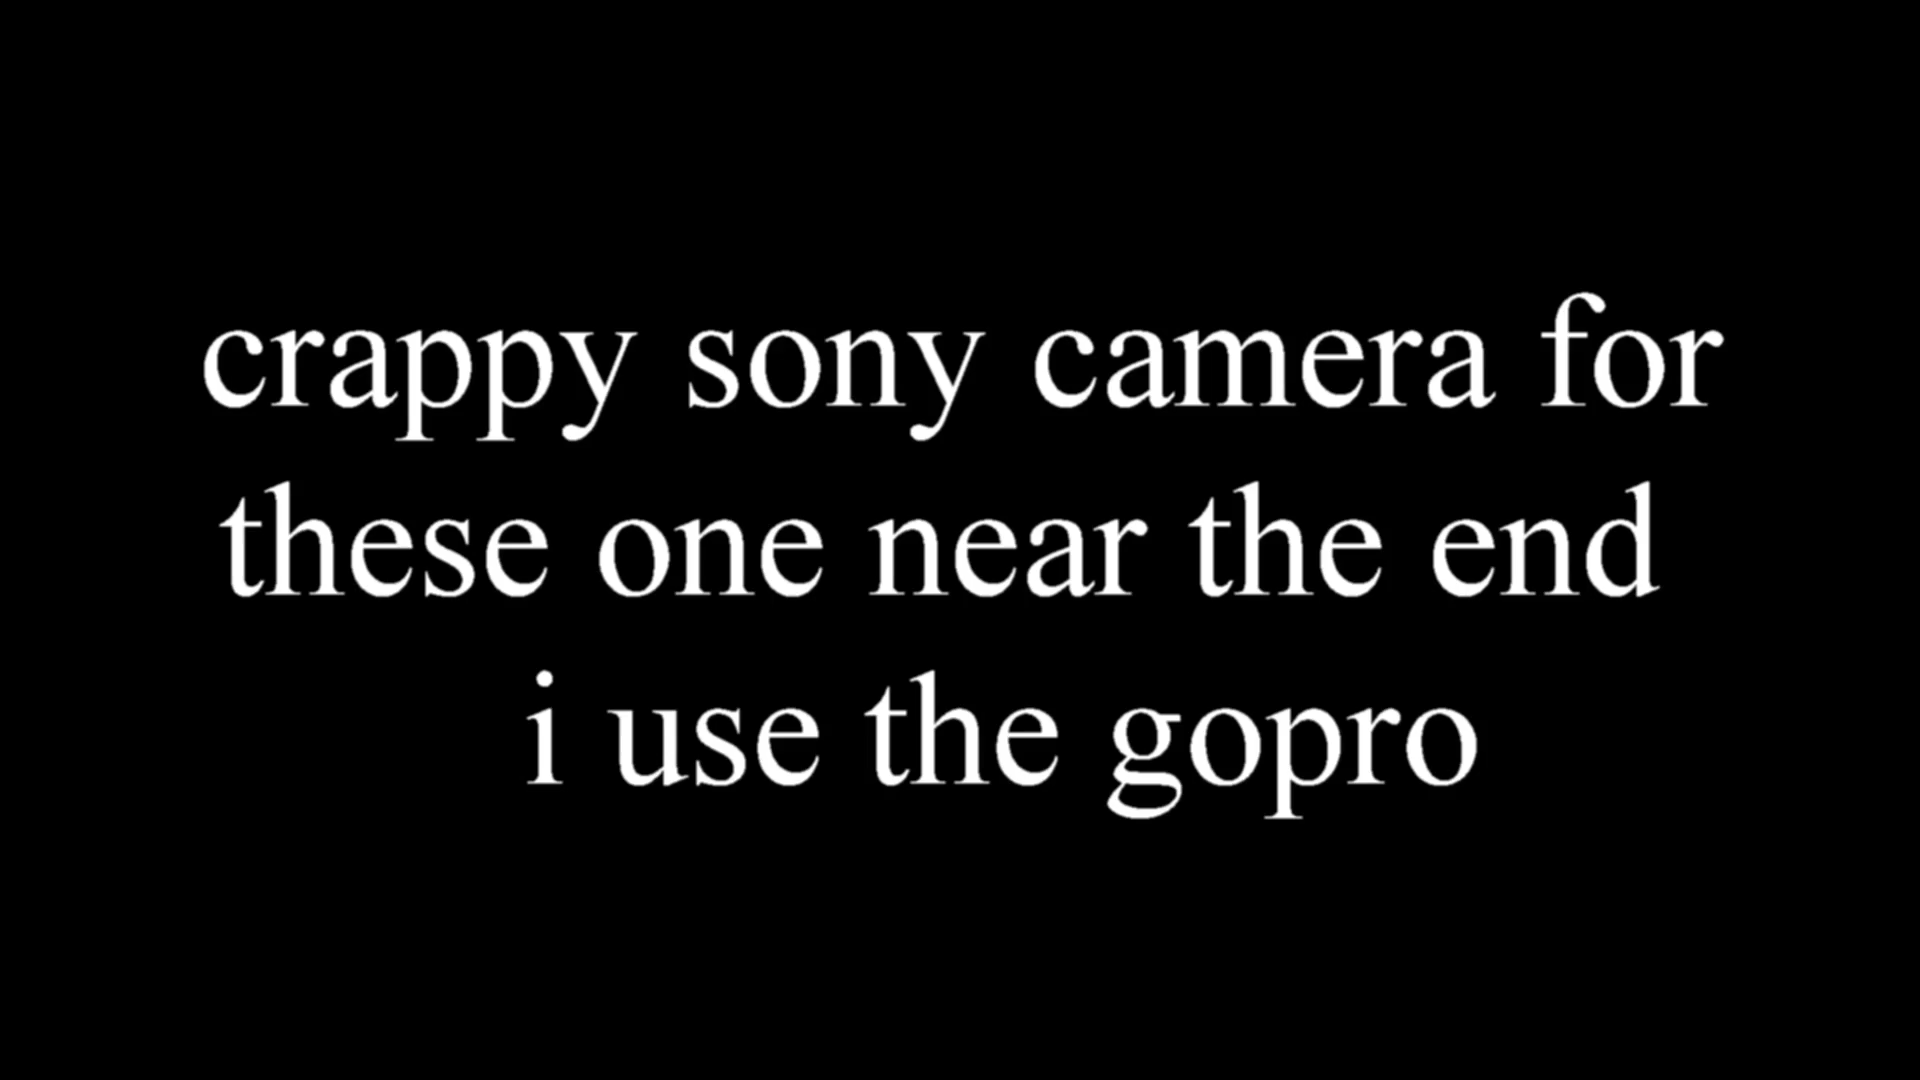 crappy sony camera for
these one near the end
i use the gopro